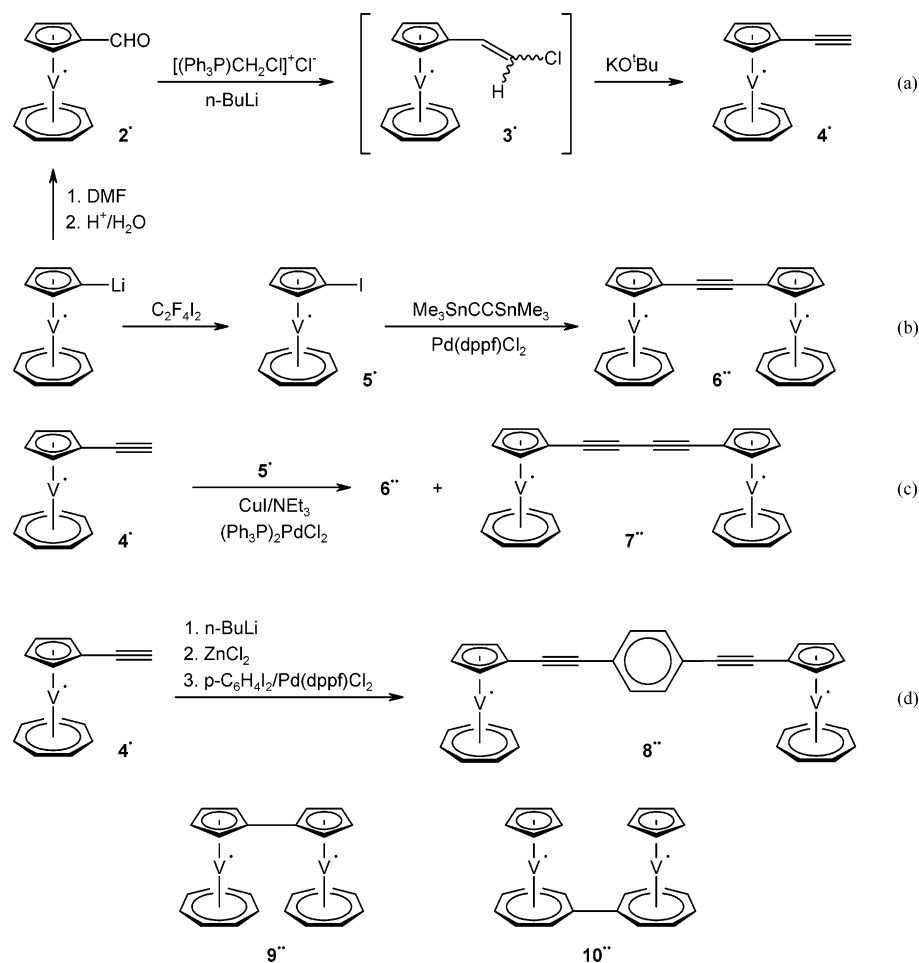 CHO
V·
2·
[(Ph3P)CH2Cl]+Cl-
n-BuLi
Cl
H
V·
3·
KOtBu
V·
4·
(a)
1. DMF
2. H+/H2O
Li
V·
C2F4I2
I
V·
5·
Me3SnCCSnMe3
Pd(dppf)Cl2
V·
V·
6··
(b)
V·
4·
5·
CuI/NEt3
(Ph3P)2PdCl2
6·· +
V·
V·
7··
(c)
V·
4·
1. n-BuLi
2. ZnCl2
3. p-C6H4I2/Pd(dppf)Cl2
V·
V·
8··
(d)
V·
V·
9··
V·
V·
10··